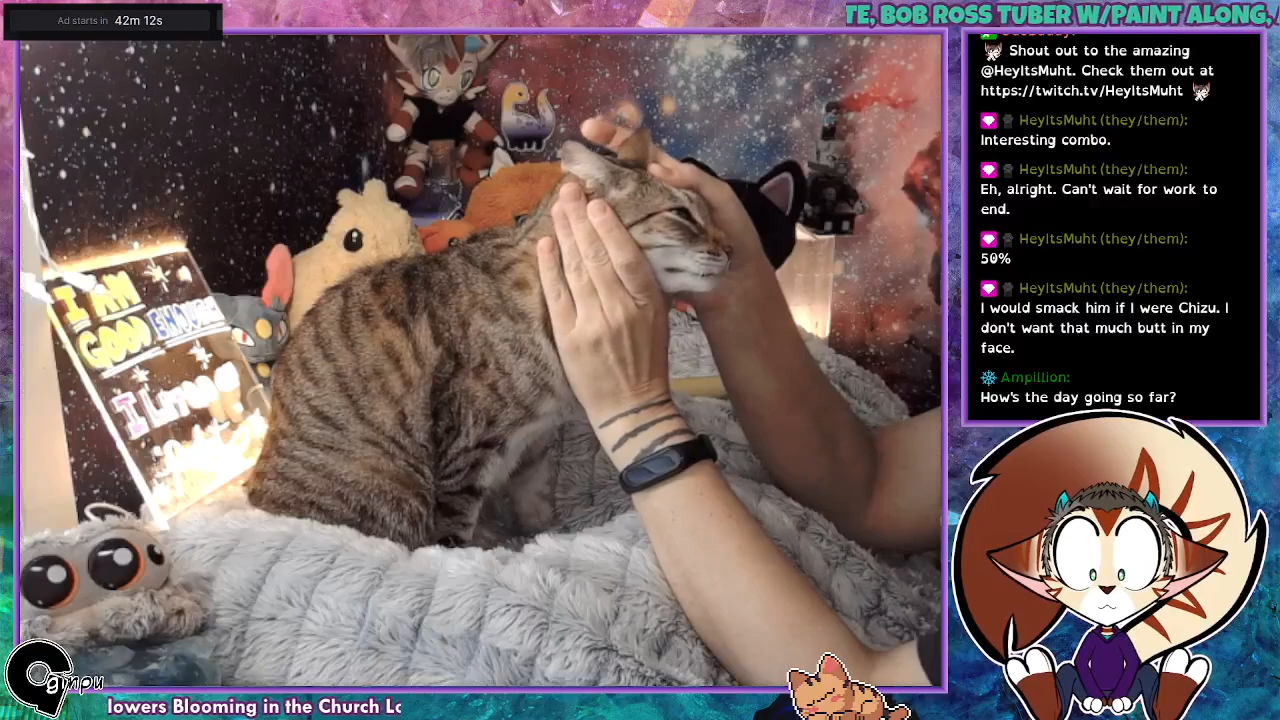 Ad starts in 42m 12s
TE, BOB ROSS TUBER W/PAINT ALONG,
Shout out to the amazing
@HeyItsMuht. Check them out at
https://twitch.tv/HeyItsMuht
HeyItsMuht (they/them):
Interesting combo.
HeyItsMuht (they/them):
Eh, alright. Can't wait for work to
end.
HeyItsMuht (they/them):
50%
HeyItsMuht (they/them):
I would smack him if I were Chizu. I
don't want that much butt in my
face.
Ampillion:
How's the day going so far?
I AM
GOOD ENOUGH
ginpu
lowers Blooming in the Church Lo